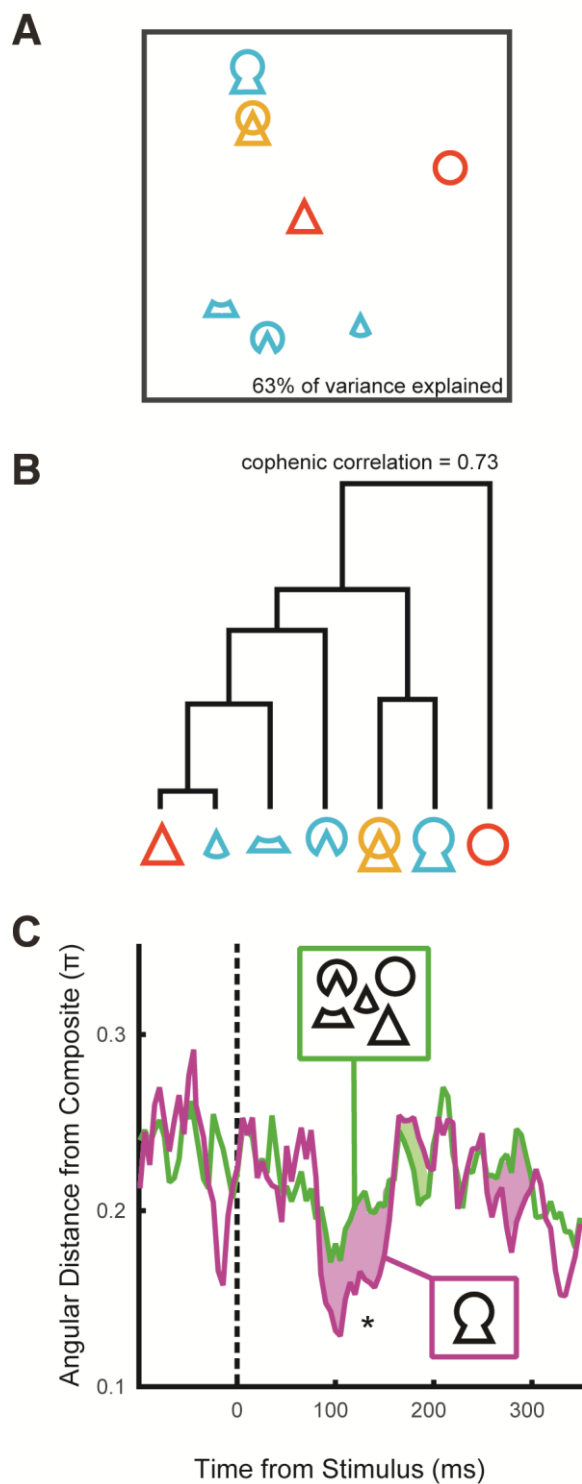 A
63% of variance explained
B
cophenic correlation = 0.73
C
Angular Distance from Composite (π)
0.3
0.2
0.1
*
0 100 200 300
Time from Stimulus (ms)